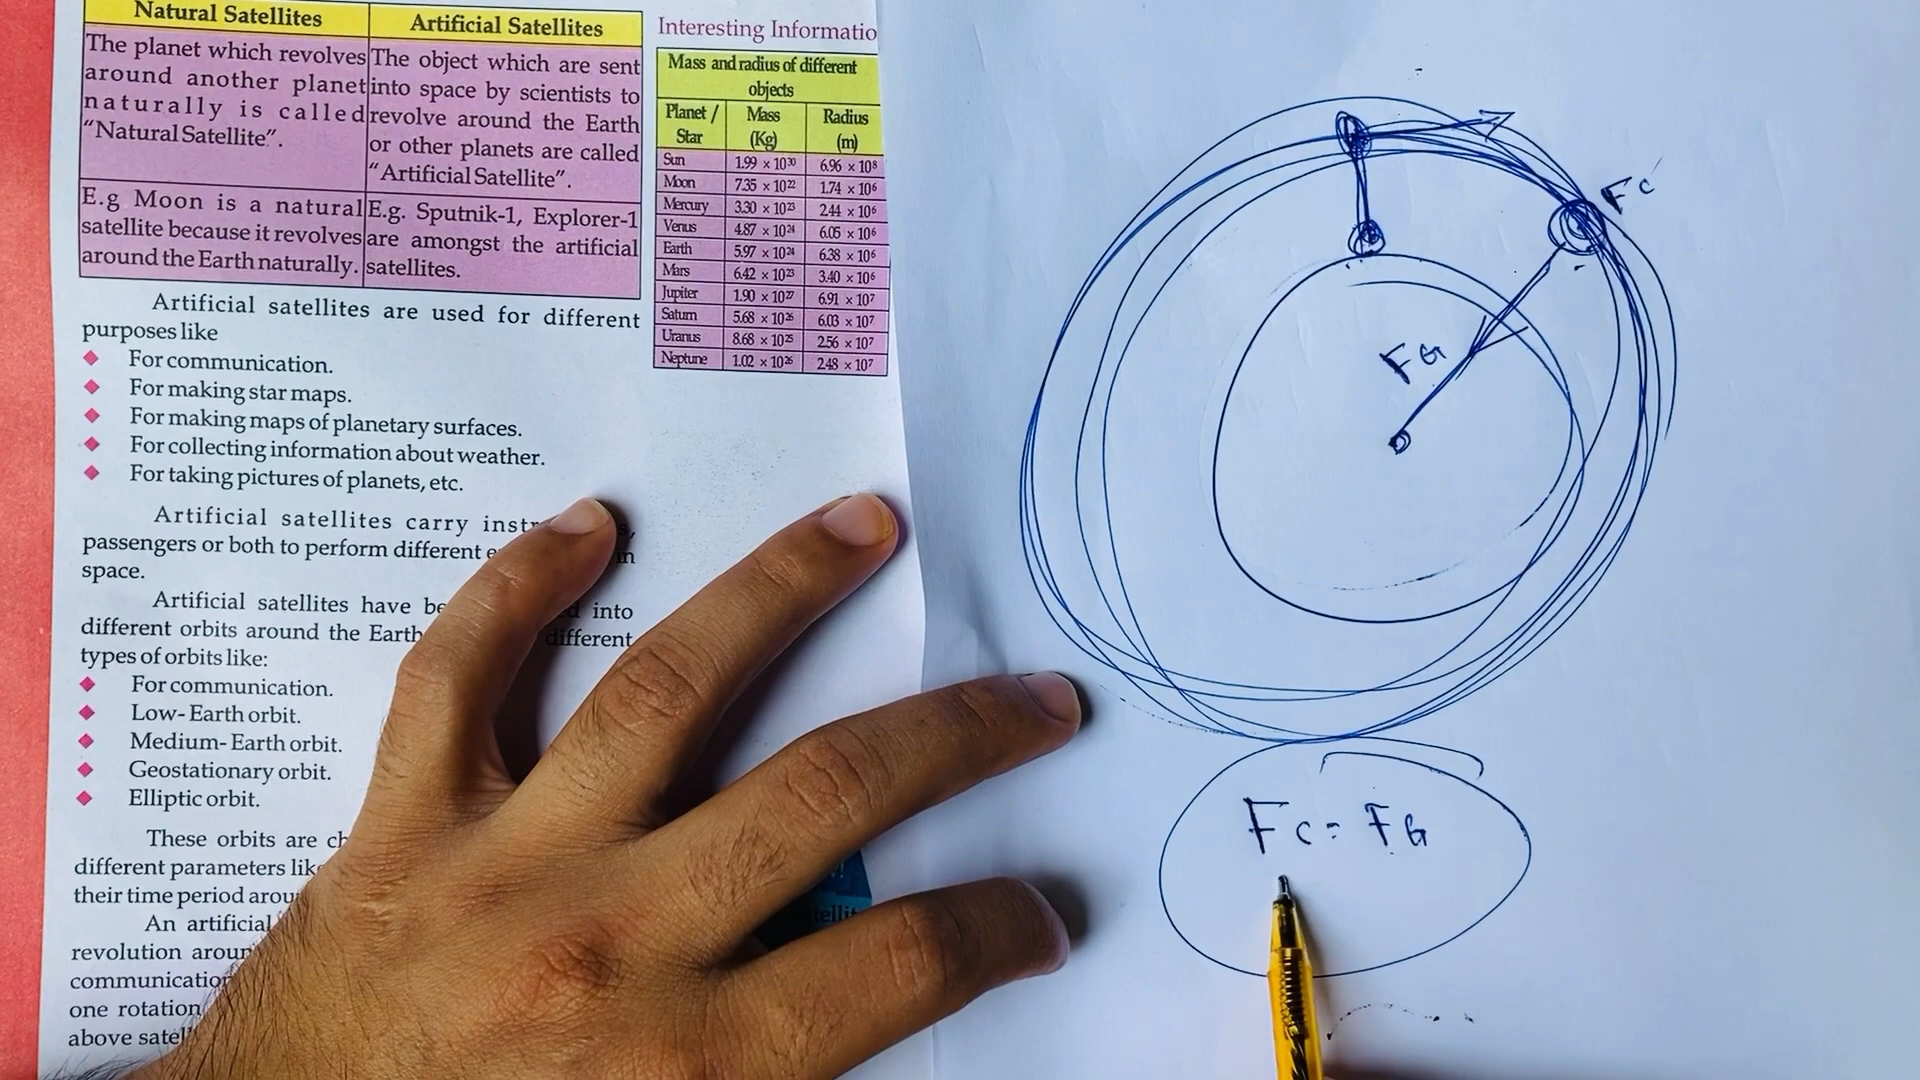 Natural Satellites
Artificial Satellites
The planet which revolves
around another planet
naturally is called
“Natural Satellite”.
The object which are sent
into space by scientists to
revolve around the Earth
or other planets are called
“Artificial Satellite”.
E.g Moon is a natural
satellite because it revolves
around the Earth naturally.
E.g. Sputnik-1, Explorer-1
are amongst the artificial
satellites.
Interesting Informatio
Mass and radius of different
objects
Planet / Star Mass (Kg) Radius (m)
Sun 1.99 × 10³⁰ 6.96 × 10⁸
Moon 7.35 × 10²² 1.74 × 10⁶
Mercury 3.30 × 10²³ 2.44 × 10⁶
Venus 4.87 × 10²⁴ 6.05 × 10⁶
Earth 5.97 × 10²⁴ 6.38 × 10⁶
Mars 6.42 × 10²³ 3.40 × 10⁶
Jupiter 1.90 × 10²⁷ 6.91 × 10⁷
Saturn 5.68 × 10²⁶ 6.03 × 10⁷
Uranus 8.68 × 10²⁵ 2.56 × 10⁷
Neptune 1.02 × 10²⁶ 2.48 × 10⁷
Artificial satellites are used for different
purposes like
For communication.
For making star maps.
For making maps of planetary surfaces.
For collecting information about weather.
For taking pictures of planets, etc.
Artificial satellites carry
passengers or both to perform different in
space.
Artificial satellites have into
different orbits around the Earth different
types of orbits like:
For communication.
Low- Earth orbit.
Medium- Earth orbit.
Geostationary orbit.
Elliptic orbit.
These orbits are
different parameters
their time period
An artificial
revolution
one rotation
above
Fc
FG
Fc = FG